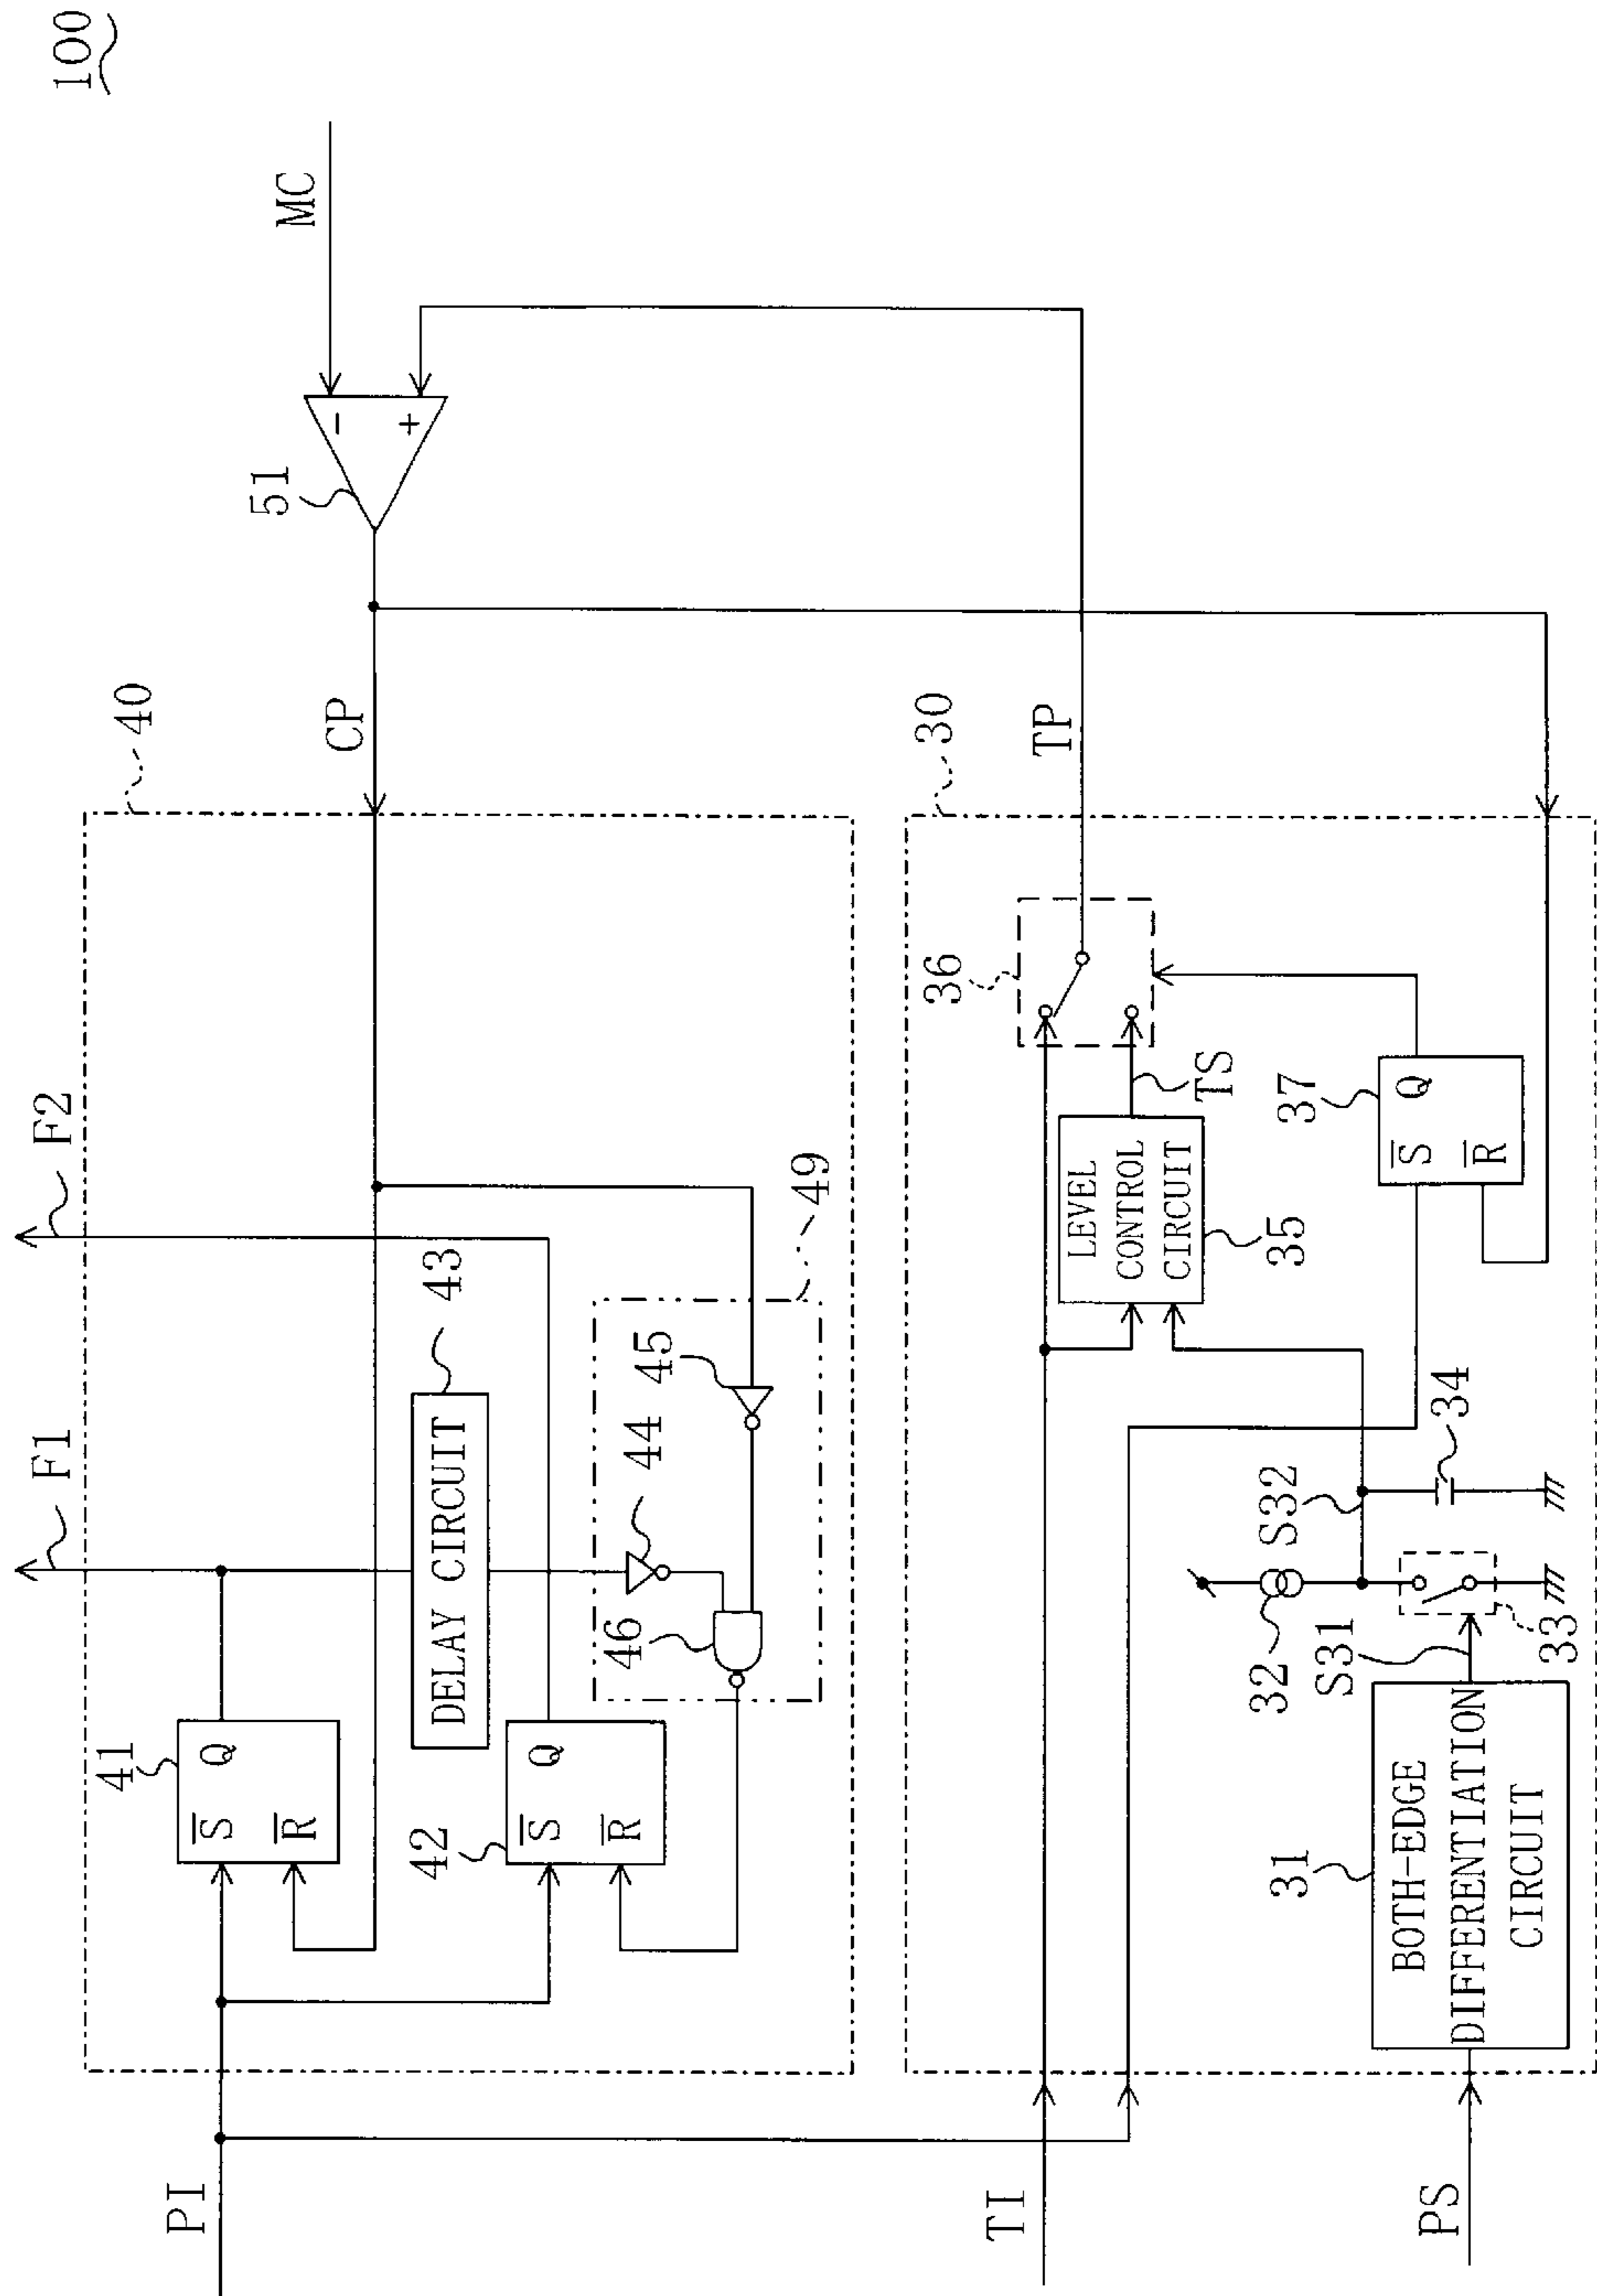 100
MC
51
CP
40
F1
F2
41
S̅ Q
R̅
43
DELAY CIRCUIT
42
S̅ Q
R̅
44
45
46
49
-
+
PI
TI
PS
30
TP
36
TS
LEVEL
CONTROL
CIRCUIT
35
37
S̅ Q
R̅
32
S32
34
S31
33
31
BOTH-EDGE
DIFFERENTIATION
CIRCUIT